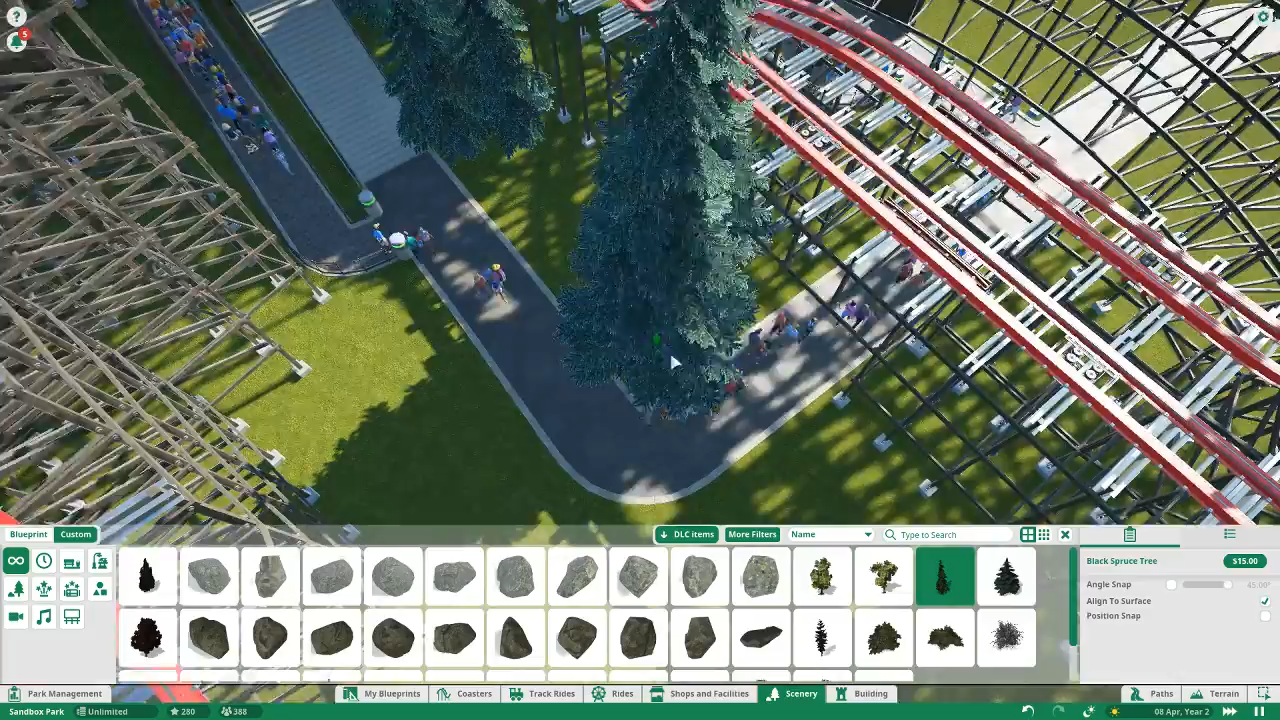 ?
5
Blueprint Custom DLC items More Filters Name Type to Search
Black Spruce Tree $15.00
Angle Snap 45.00°
Align To Surface
Position Snap
Park Management My Blueprints Coasters Track Rides Rides Shops and Facilities Scenery Building Paths Terrain
Sandbox Park Unlimited 280 388 08 Apr, Year 2